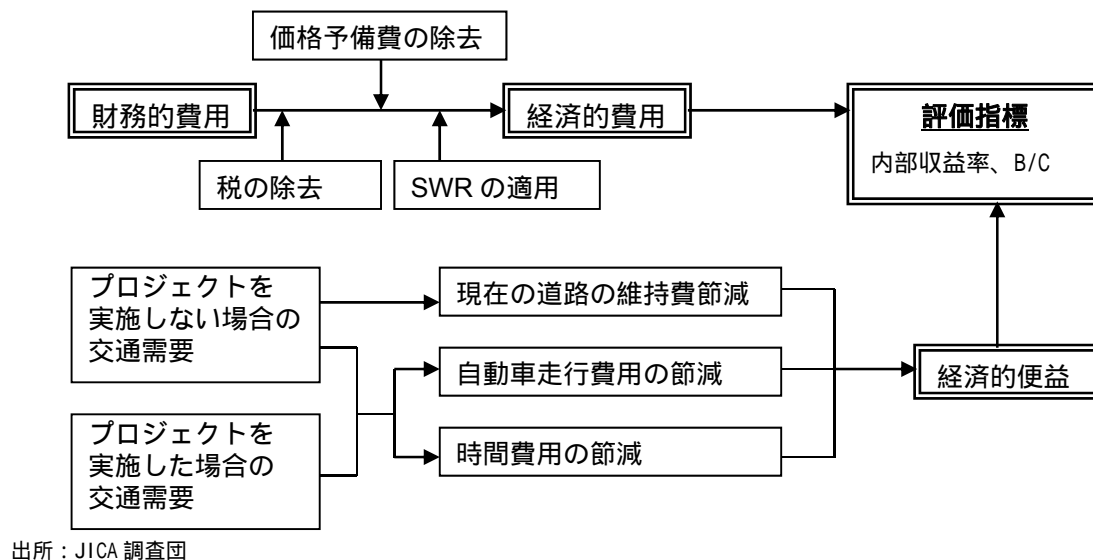 価格予備費の除去
財務的費用
経済的費用
評価指標
内部収益率、B/C
税の除去
SWR の適用
プロジェクトを
実施しない場合の
交通需要
現在の道路の維持費節減
自動車走行費用の節減
経済的便益
プロジェクトを
実施した場合の
交通需要
時間費用の節減
出所：JICA 調査団